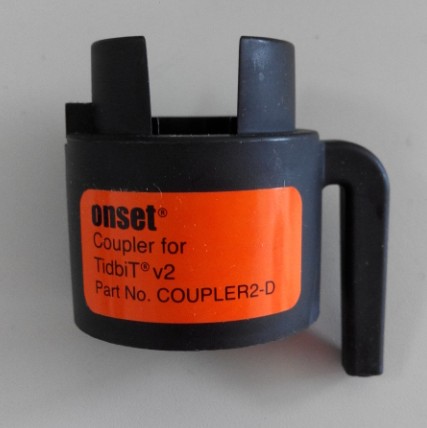 onset®
Coupler for
TidbiT® v2
Part No. COUPLER2-D